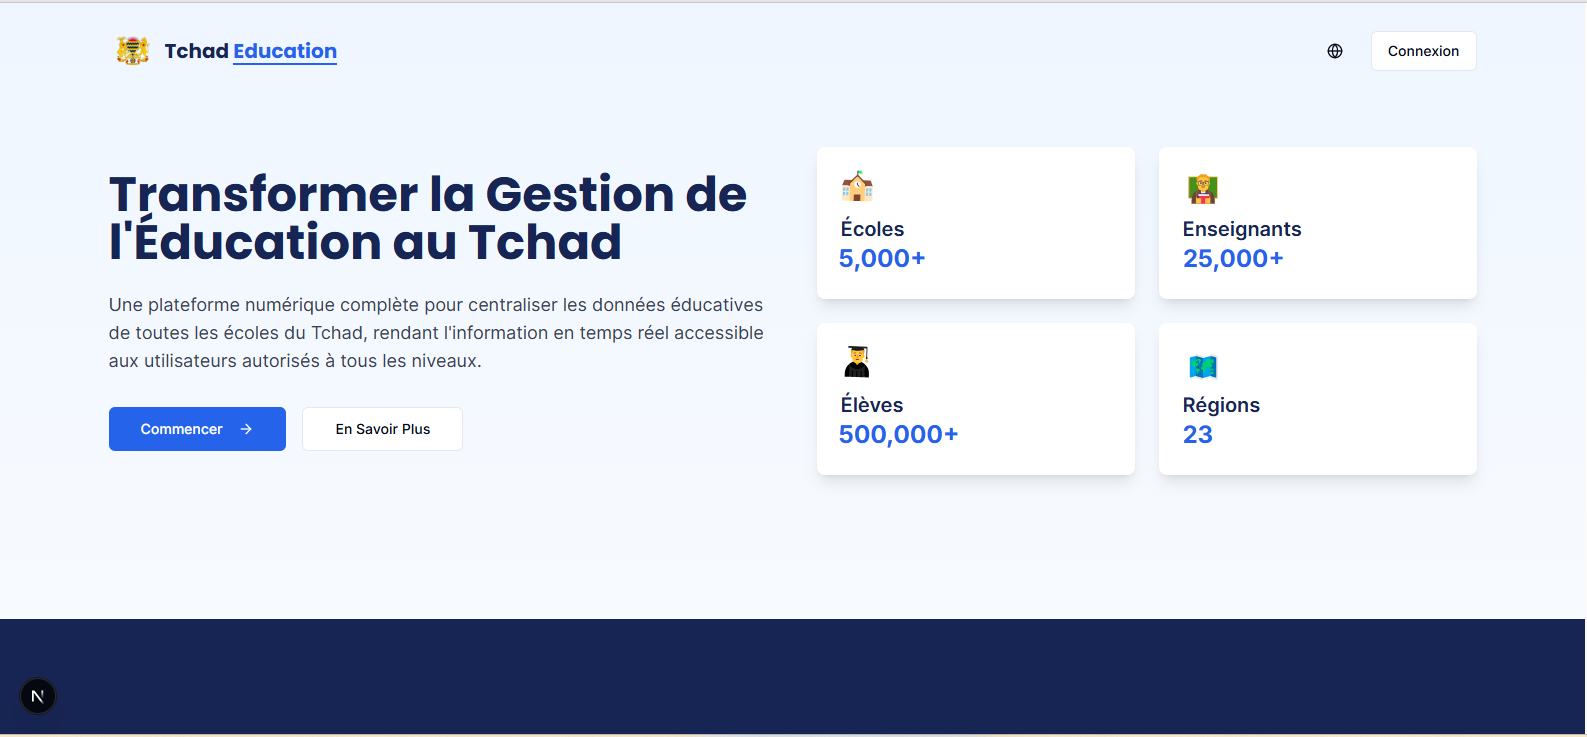 Tchad Education
Connexion
Transformer la Gestion de
l'Éducation au Tchad
Une plateforme numérique complète pour centraliser les données éducatives
de toutes les écoles du Tchad, rendant l'information en temps réel accessible
aux utilisateurs autorisés à tous les niveaux.
Commencer
En Savoir Plus
Écoles
5,000+
Enseignants
25,000+
Élèves
500,000+
Régions
23
N